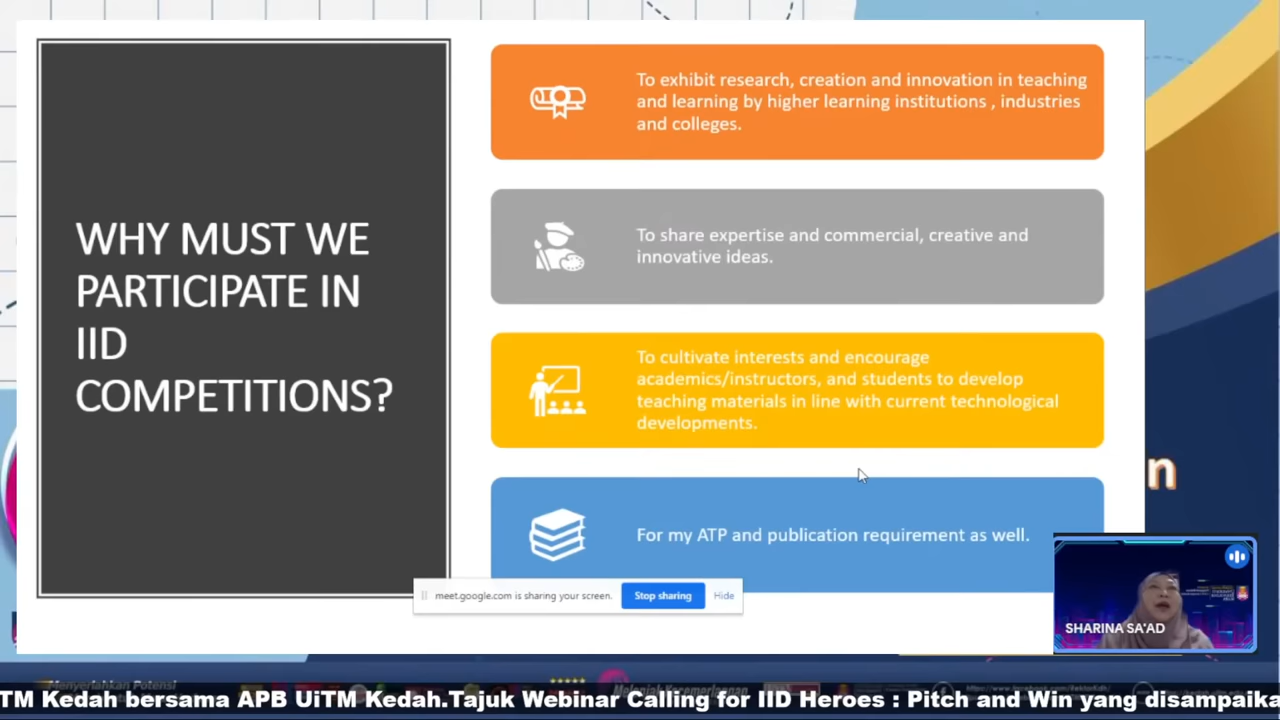 WHY MUST WE
PARTICIPATE IN
IID
COMPETITIONS?
To exhibit research, creation and innovation in teaching
and learning by higher learning institutions , industries
and colleges.
To share expertise and commercial, creative and
innovative ideas.
To cultivate interests and encourage
academics/instructors, and students to develop
teaching materials in line with current technological
developments.
For my ATP and publication requirement as well.
meet.google.com is sharing your screen.
Stop sharing
Hide
n
SHARINA SA'AD
Menyerlahkan Potensi
TM Kedah bersama APB UiTM Kedah.Tajuk Webinar Calling for IID Heroes : Pitch and Win yang disampaika